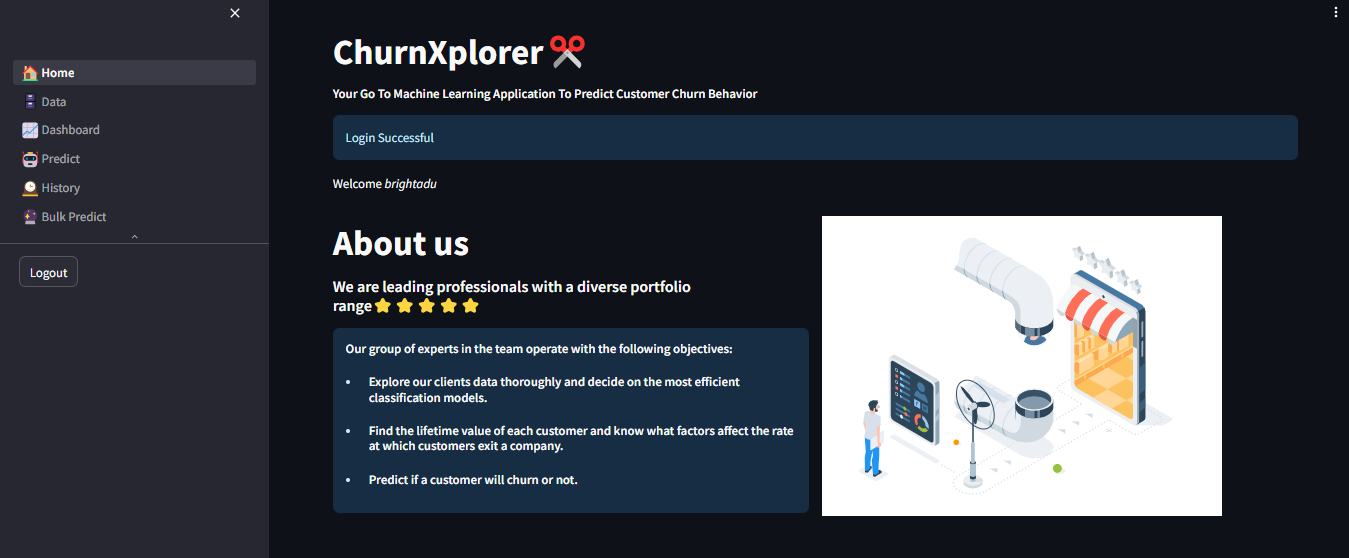 Home
Data
Dashboard
Predict
History
Bulk Predict
Logout
ChurnXplorer
Your Go To Machine Learning Application To Predict Customer Churn Behavior
Login Successful
Welcome brightadu
About us
We are leading professionals with a diverse portfolio
range
Our group of experts in the team operate with the following objectives:
• Explore our clients data thoroughly and decide on the most efficient
classification models.
• Find the lifetime value of each customer and know what factors affect the rate
at which customers exit a company.
• Predict if a customer will churn or not.